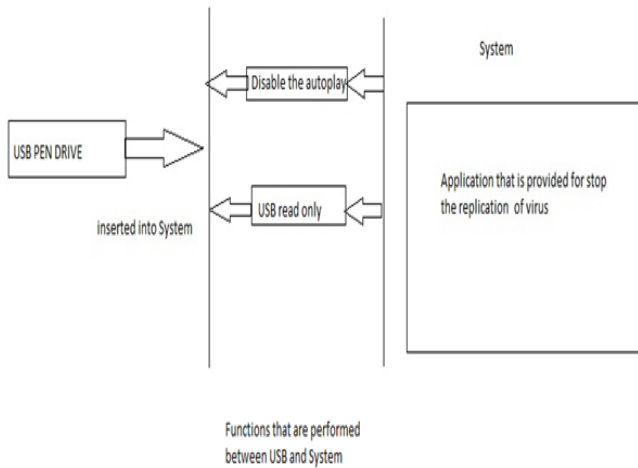 System
Disable the autoplay
USB PEN DRIVE
Application that is provided for stop
the replication of virus
USB read only
inserted into System
Functions that are performed
between USB and System